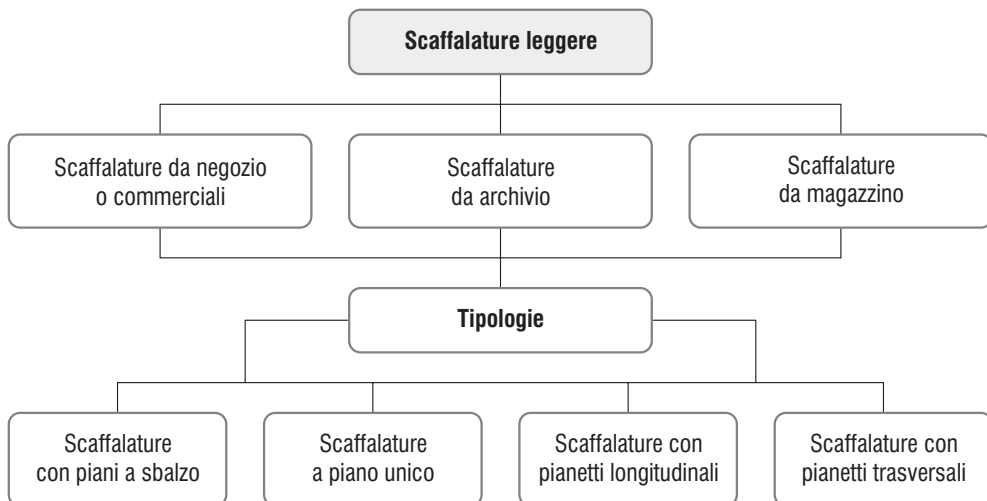 Scaffalature leggere
Scaffalature da negozio
o commerciali
Scaffalature
da archivio
Scaffalature
da magazzino
Tipologie
Scaffalature
con piani a sbalzo
Scaffalature
a piano unico
Scaffalature con
pianetti longitudinali
Scaffalature con
pianetti trasversali